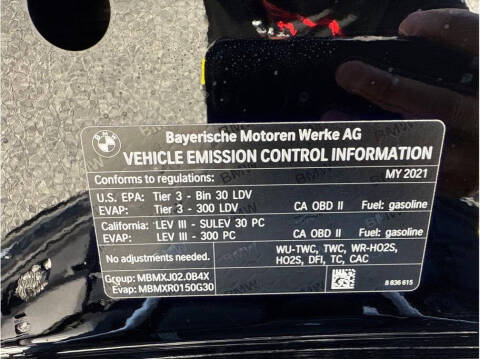 BMW
Bayerische Motoren Werke AG
VEHICLE EMISSION CONTROL INFORMATION
Conforms to regulations: MY 2021
U.S. EPA: Tier 3 - Bin 30 LDV
EVAP: Tier 3 - 300 LDV CA OBD II Fuel: gasoline
California: LEV III - SULEV 30 PC
EVAP: LEV III - 300 PC CA OBD II Fuel: gasoline
No adjustments needed. WU-TWC, TWC, WR-HO2S,
HO2S, DFI, TC, CAC
Group: MBMXJ02.0B4X
Evap: MBMXR0150G30 8 836 615